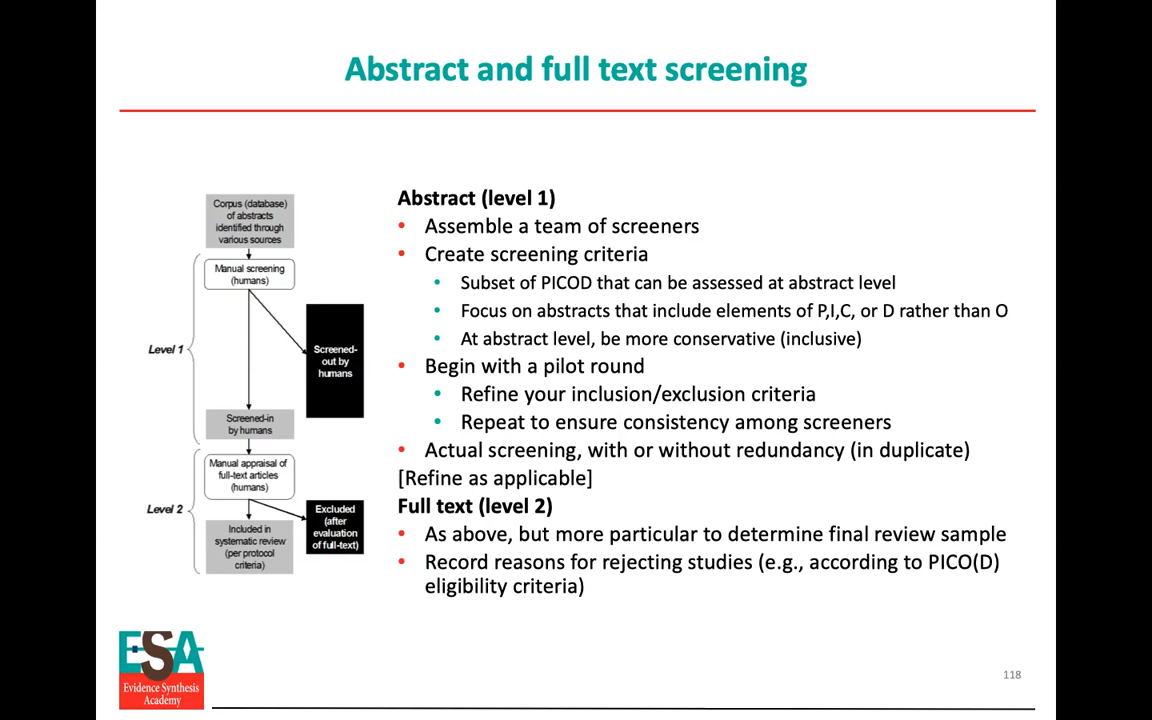 Abstract and full text screening
Corpus (database)
of abstracts
identified through
various sources
Manual screening
(humans)
Level 1
Screened-
out by
humans
Screened-in
by humans
Manual appraisal of
full-text articles
(humans)
Level 2
Excluded
(after
evaluation
of full-text)
Included in
systematic review
(per protocol
criteria)
Abstract (level 1)
• Assemble a team of screeners
• Create screening criteria
• Subset of PICOD that can be assessed at abstract level
• Focus on abstracts that include elements of P,I,C, or D rather than O
• At abstract level, be more conservative (inclusive)
• Begin with a pilot round
• Refine your inclusion/exclusion criteria
• Repeat to ensure consistency among screeners
• Actual screening, with or without redundancy (in duplicate)
[Refine as applicable]
Full text (level 2)
• As above, but more particular to determine final review sample
• Record reasons for rejecting studies (e.g., according to PICO(D)
eligibility criteria)
ESA
Evidence Synthesis
Academy
118